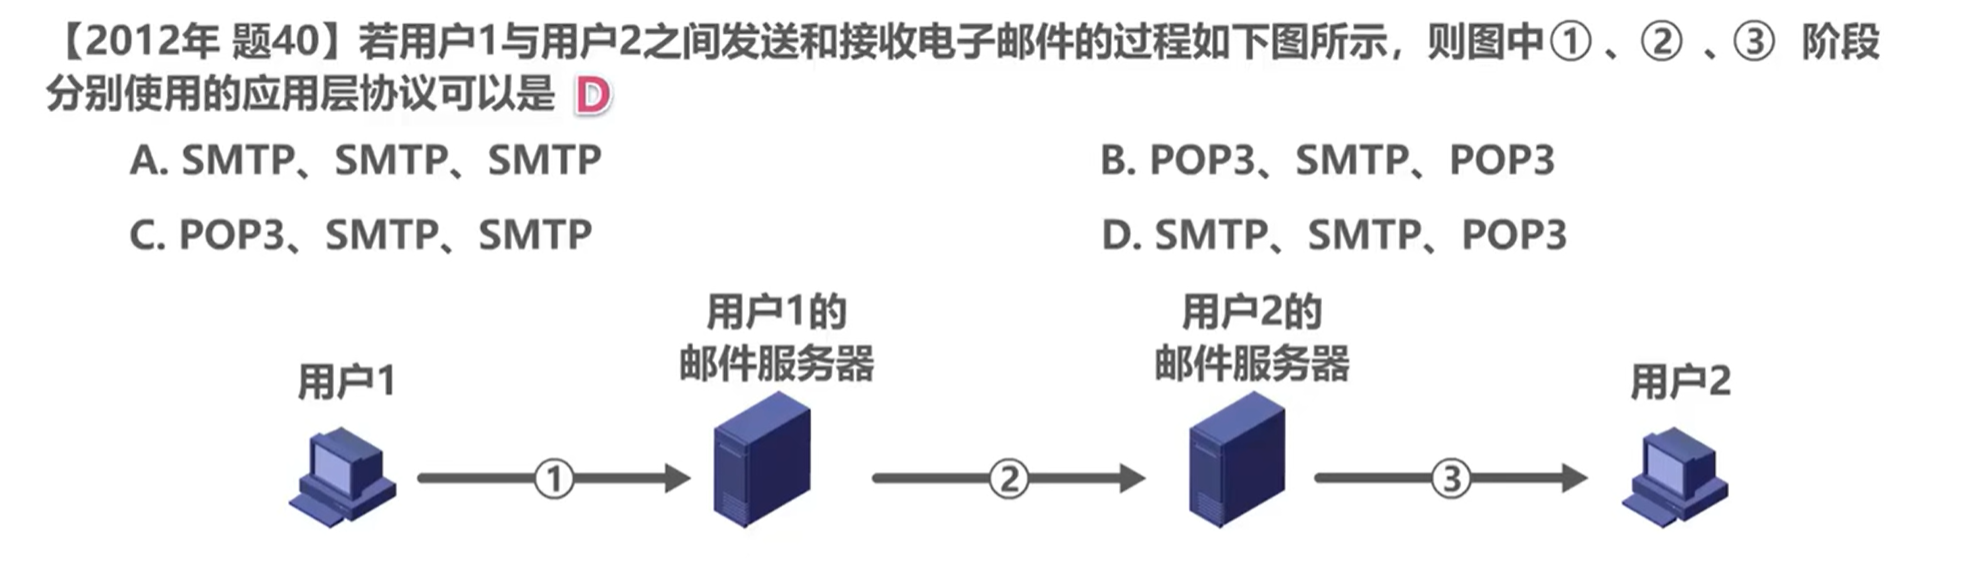 【2012年 题40】若用户1与用户2之间发送和接收电子邮件的过程如下图所示，则图中①、②、③ 阶段
分别使用的应用层协议可以是 D
A. SMTP、SMTP、SMTP
B. POP3、SMTP、POP3
C. POP3、SMTP、SMTP
D. SMTP、SMTP、POP3
用户1
用户1的
邮件服务器
用户2的
邮件服务器
用户2
①
②
③